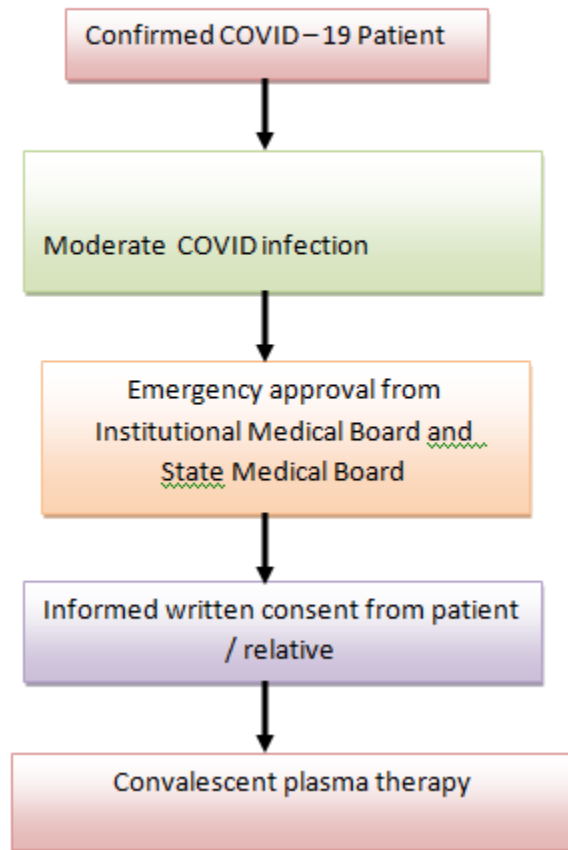 Confirmed COVID – 19 Patient
Moderate COVID infection
Emergency approval from
Institutional Medical Board and
State Medical Board
Informed written consent from patient
/ relative
Convalescent plasma therapy